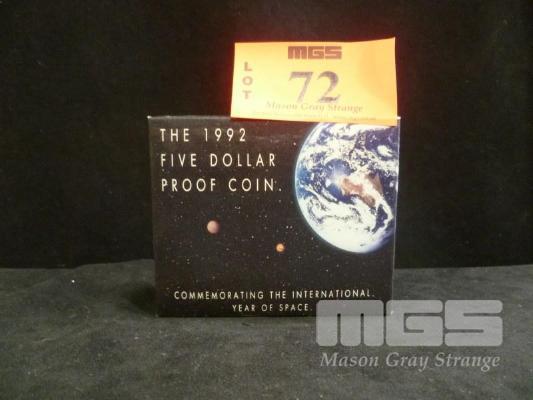 MGS
LOT
72
Mason Gray Strange
THE 1992
FIVE DOLLAR
PROOF COIN.
COMMEMORATING THE INTERNATIONAL
YEAR OF SPACE.
MGS
Mason Gray Strange